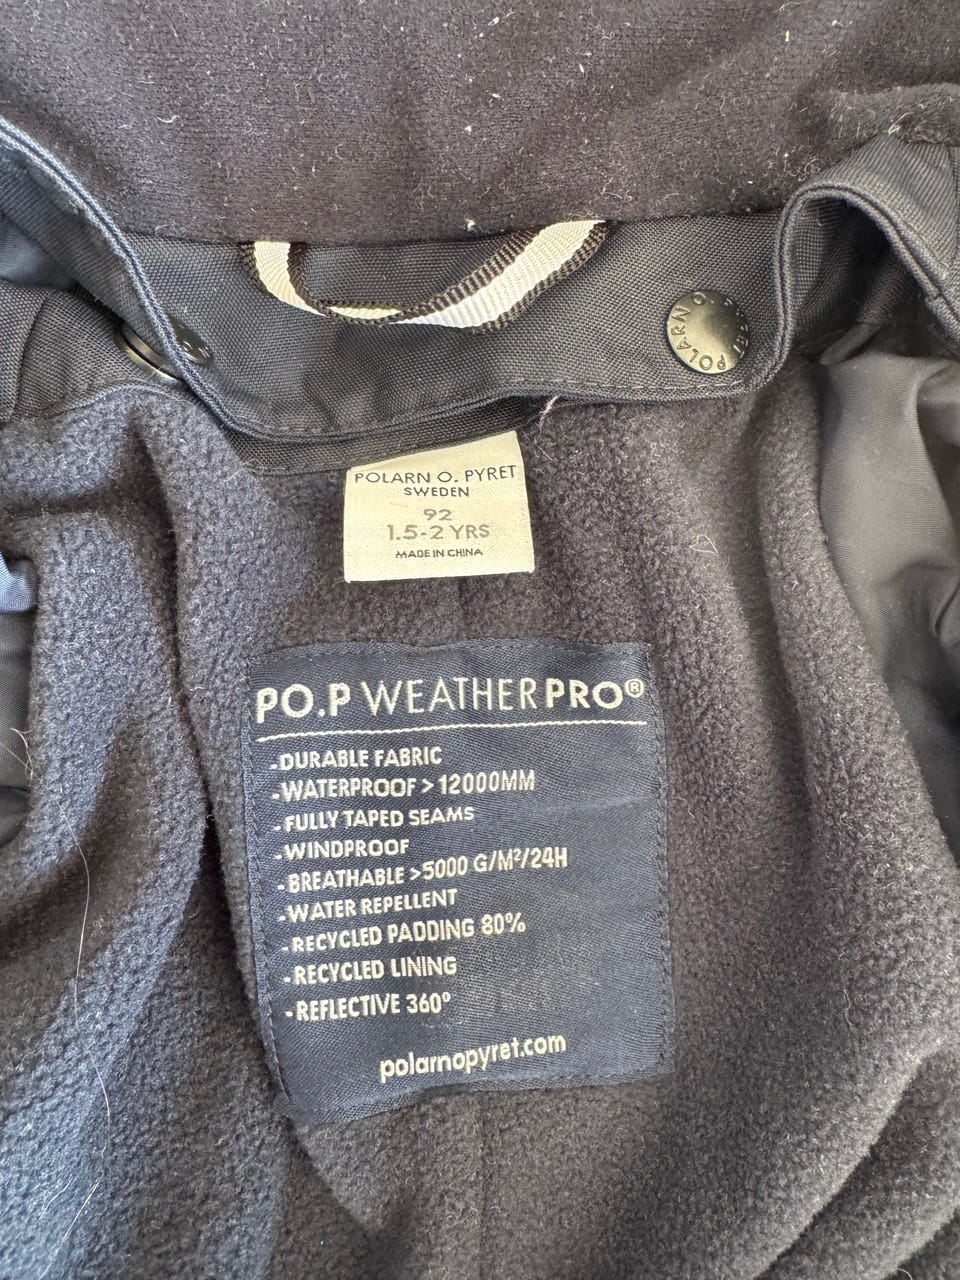 POLARN O. PYRET
SWEDEN
92
1.5-2 YRS
MADE IN CHINA
PO.P WEATHERPRO®
-DURABLE FABRIC
-WATERPROOF > 12000MM
-FULLY TAPED SEAMS
-WINDPROOF
-BREATHABLE >5000 G/M²/24H
-WATER REPELLENT
-RECYCLED PADDING 80%
-RECYCLED LINING
-REFLECTIVE 360°
polarnopyret.com
POLARN O.